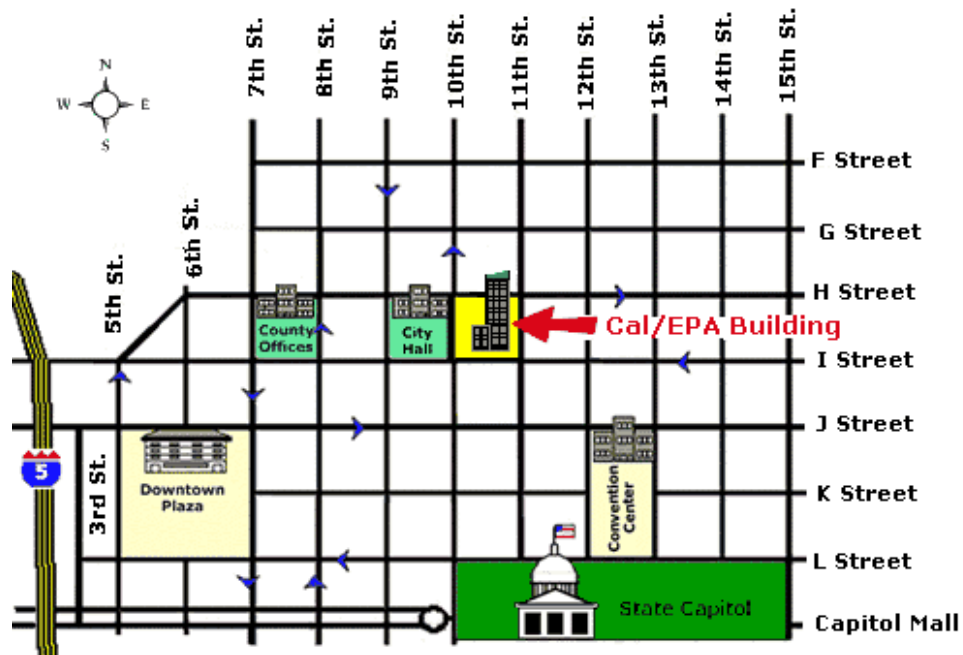 7th St.
8th St.
9th St.
10th St.
11th St.
12th St.
13th St.
14th St.
15th St.
N
W
E
S
F Street
6th St.
G Street
5th St.
H Street
County
Offices
City
Hall
Cal/EPA Building
I Street
J Street
5
3rd St.
Downtown
Plaza
Convention
Center
K Street
L Street
State Capitol
Capitol Mall